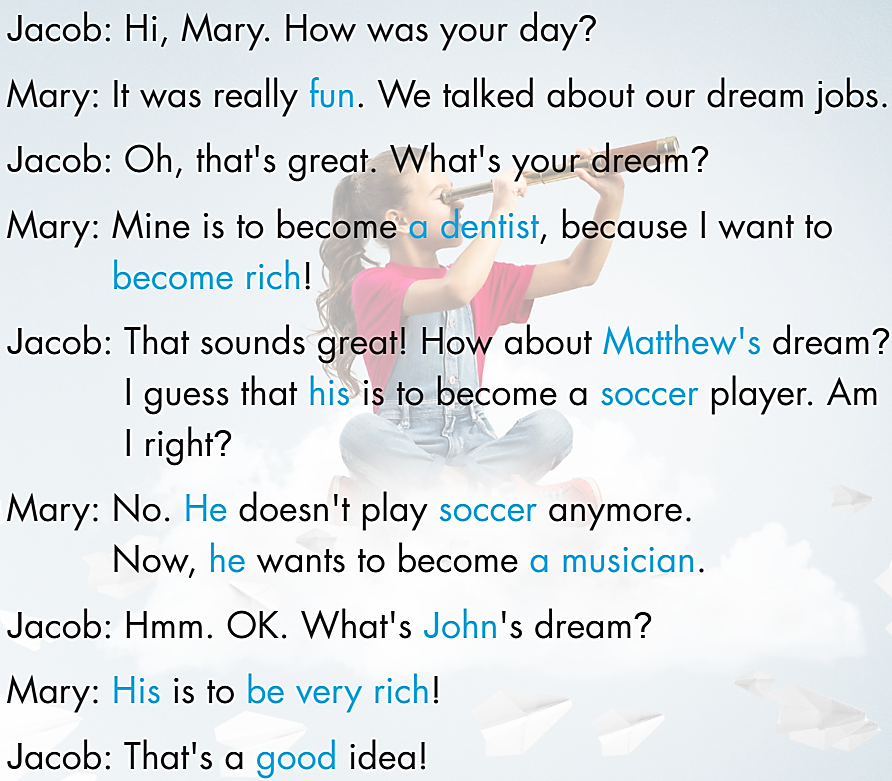 Jacob: Hi, Mary. How was your day?
Mary: It was really fun. We talked about our dream jobs.
Jacob: Oh, that's great. What's your dream?
Mary: Mine is to become a dentist, because I want to
become rich!
Jacob: That sounds great! How about Matthew's dream?
I guess that his is to become a soccer player. Am
I right?
Mary: No. He doesn't play soccer anymore.
Now, he wants to become a musician.
Jacob: Hmm. OK. What's John's dream?
Mary: His is to be very rich!
Jacob: That's a good idea!